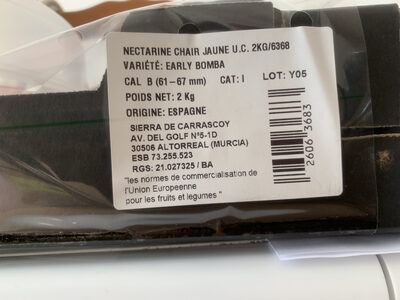 NECTARINE CHAIR JAUNE U.C. 2KG/6368
VARIÉTÉ: EARLY BOMBA
CAL B (61-67 mm) CAT: I LOT: Y05
POIDS NET: 2 Kg
ORIGINE: ESPAGNE
SIERRA DE CARRASCOY
AV. DEL GOLF Nº5-1D
30506 ALTORREAL (MURCIA)
ESB 73.255.523
RGS: 21.027325 / BA
"les normes de commercialisation de
l'Union Europeenne
pour les fruits et legumes "
2606 3683